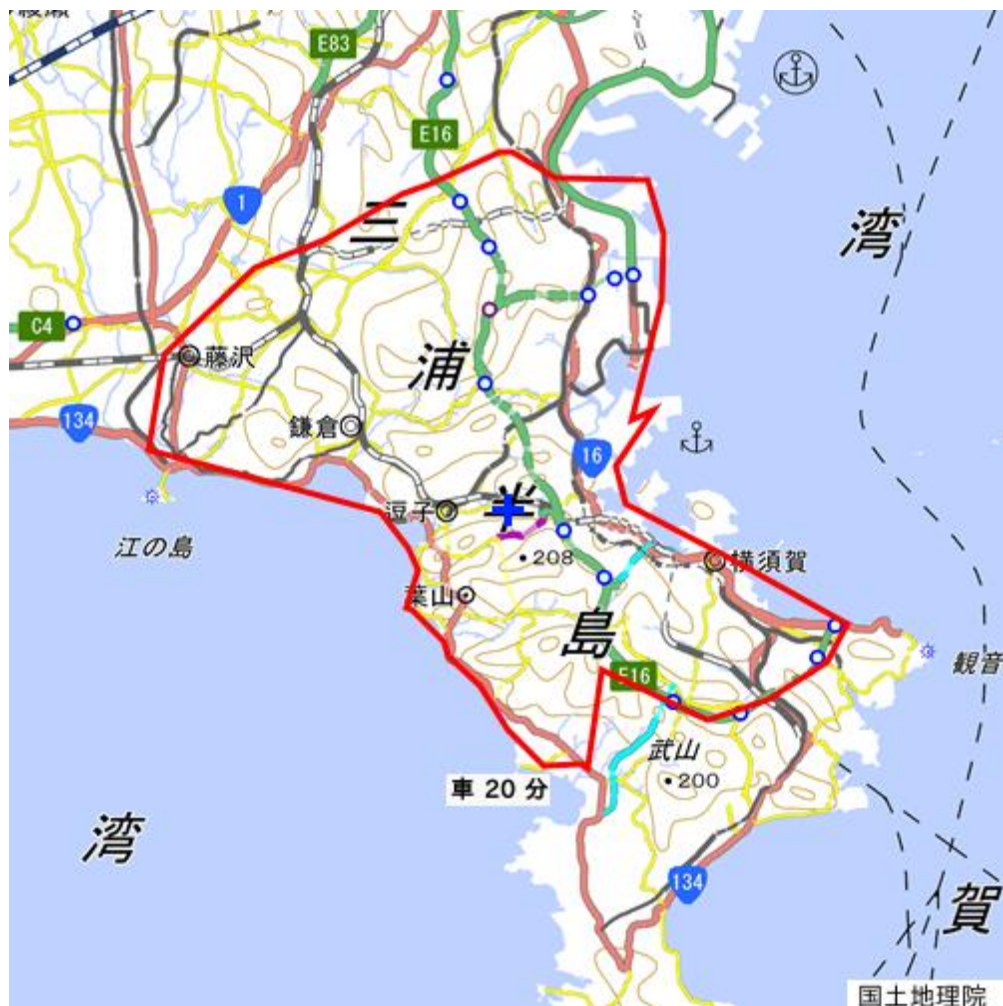 綾瀬
E83
E16
三
1
湾
C4
藤沢
浦
134
鎌倉
16
逗子
半
江の島
208
横須賀
葉山
島
観音
E16
武山
車 20 分
200
湾
134
賀
国土地理院